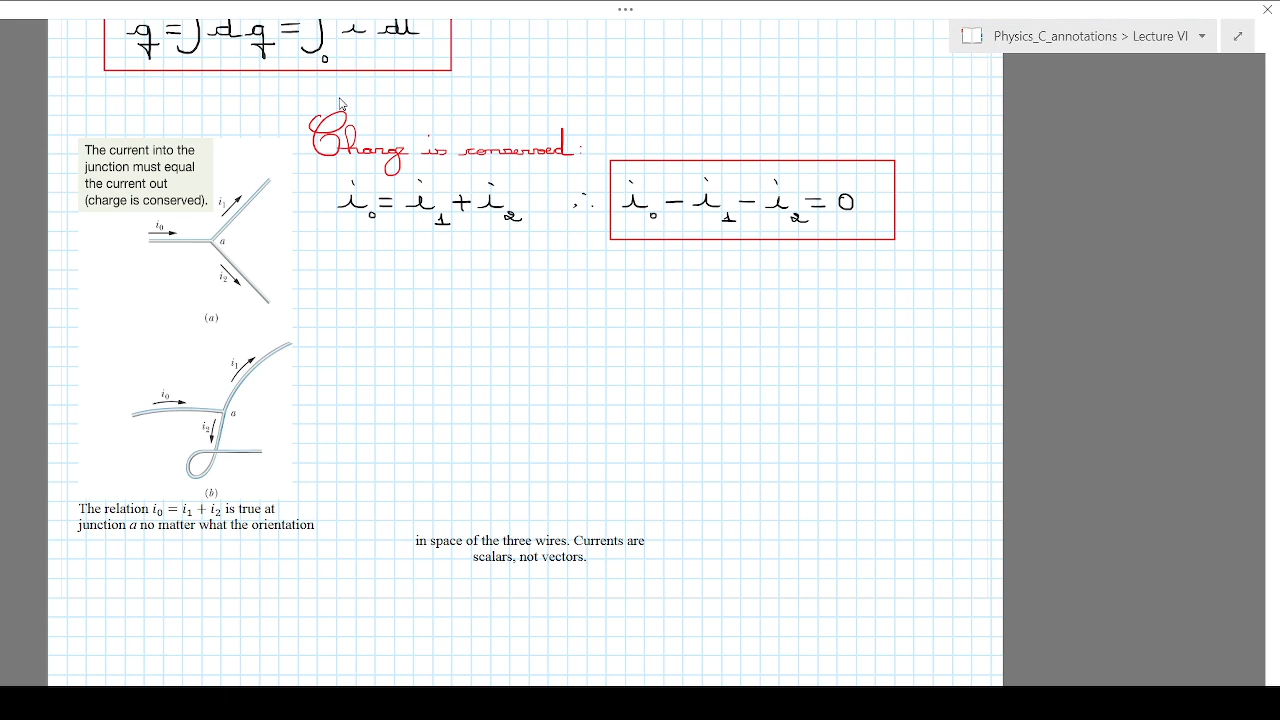 ...
Physics_C_annotations > Lecture VI
q = ∫ dq = ∫₀ i dt
Charge is conserved:
The current into the
junction must equal
the current out
(charge is conserved).
i₀ = i₁ + i₂ ∴ i₀ − i₁ − i₂ = 0
i₁
i₀
a
i₂
(a)
i₁
i₀
a
i₂
(b)
The relation i₀ = i₁ + i₂ is true at
junction a no matter what the orientation
in space of the three wires. Currents are
scalars, not vectors.